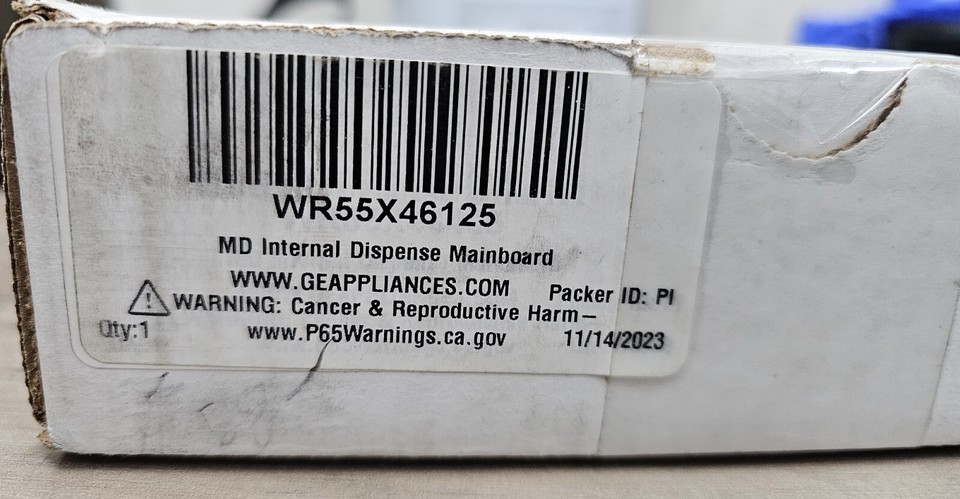 WR55X46125
MD Internal Dispense Mainboard
WWW.GEAPPLIANCES.COM Packer ID: PI
WARNING: Cancer & Reproductive Harm–
Qty:1 www.P65Warnings.ca.gov 11/14/2023